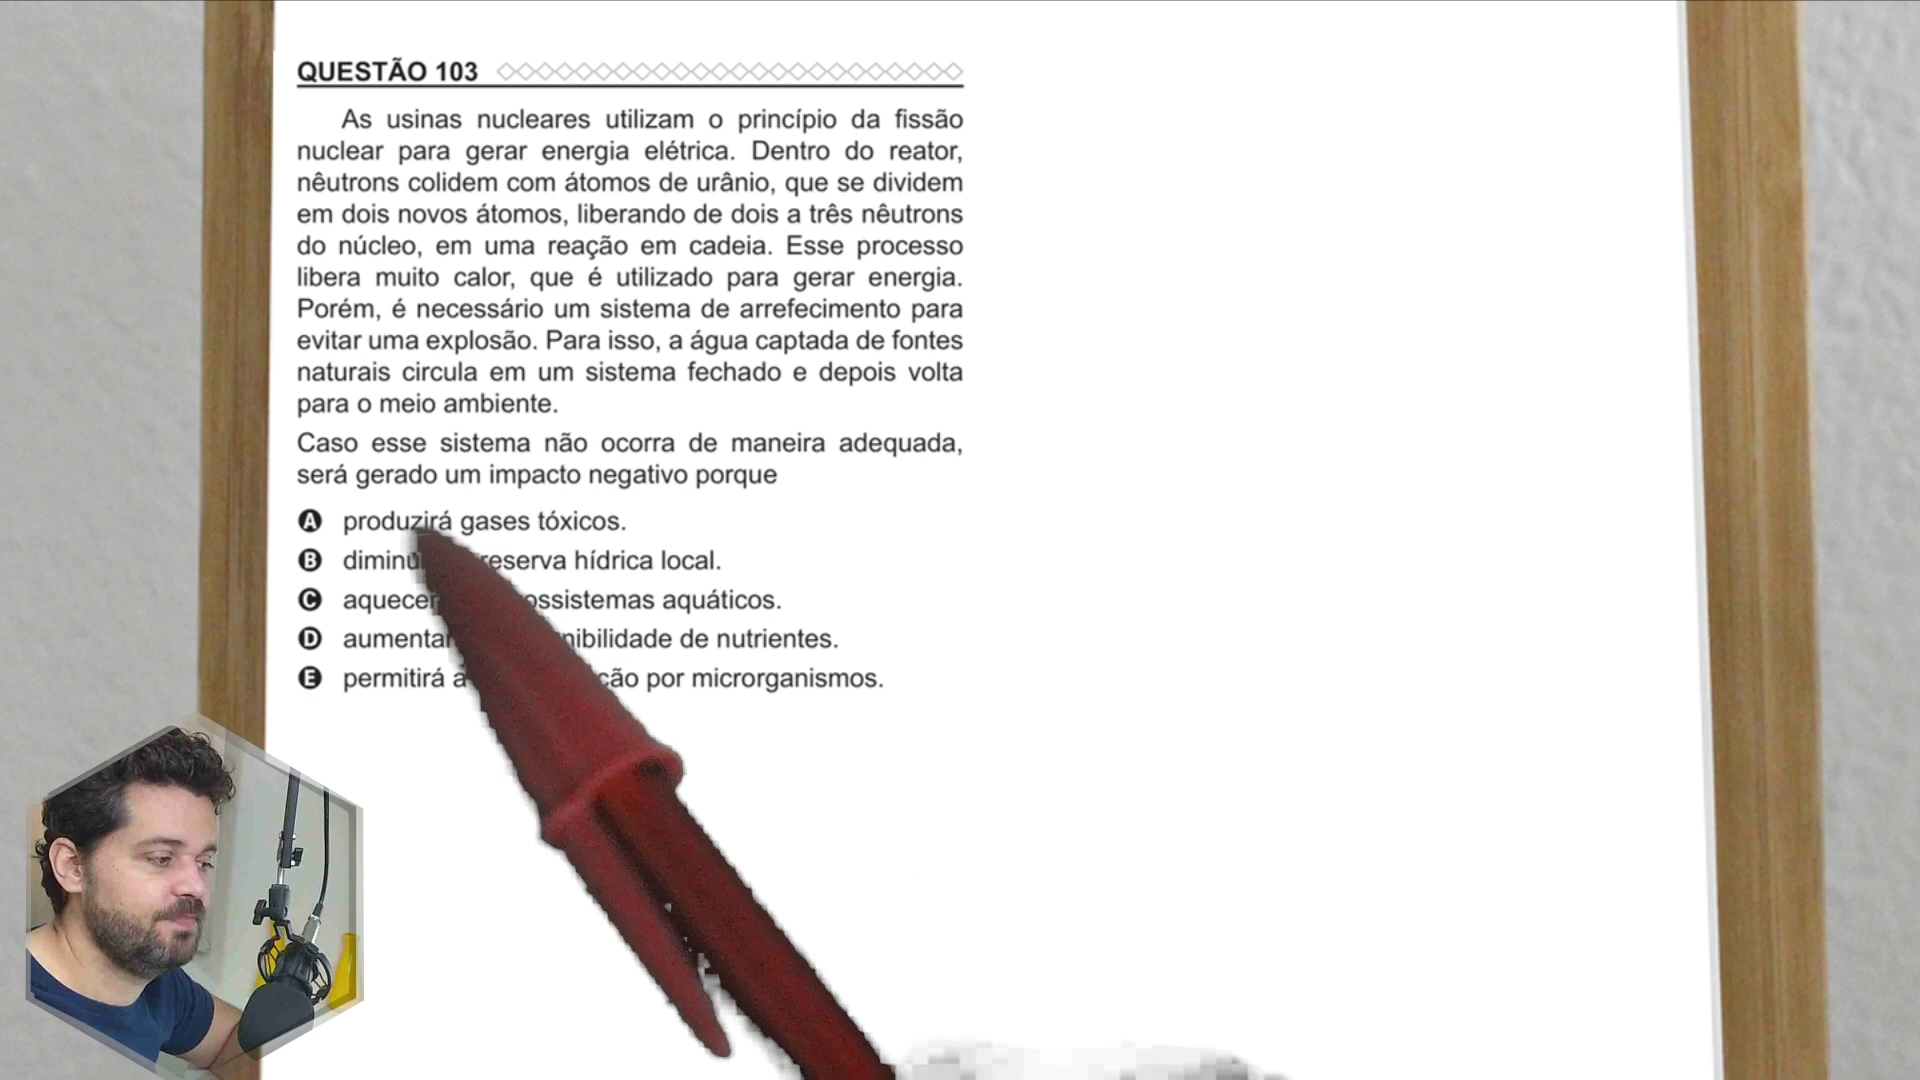 QUESTÃO 103
As usinas nucleares utilizam o princípio da fissão
nuclear para gerar energia elétrica. Dentro do reator,
nêutrons colidem com átomos de urânio, que se dividem
em dois novos átomos, liberando de dois a três nêutrons
do núcleo, em uma reação em cadeia. Esse processo
libera muito calor, que é utilizado para gerar energia.
Porém, é necessário um sistema de arrefecimento para
evitar uma explosão. Para isso, a água captada de fontes
naturais circula em um sistema fechado e depois volta
para o meio ambiente.
Caso esse sistema não ocorra de maneira adequada,
será gerado um impacto negativo porque
A produzirá gases tóxicos.
B reserva hídrica local.
C aquáticos.
D de nutrientes.
E permitirá por microrganismos.